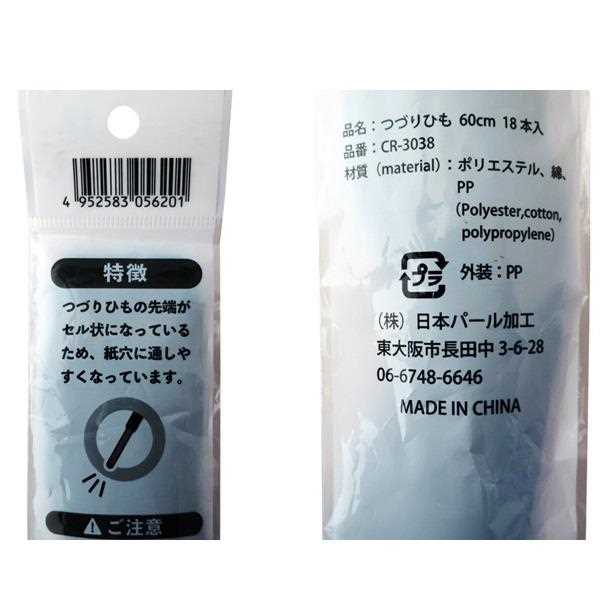 4 952583 056201
特徴
つづりひもの先端が
セル状になっている
ため、紙穴に通しや
すくなっています。
ご注意
品名：つづりひも 60cm 18本入
品番：CR-3038
材質（material）：ポリエステル、綿、
PP
（Polyester,cotton,
polypropylene）
プラ 外装：PP
（株）日本パール加工
東大阪市長田中3-6-28
06-6748-6646
MADE IN CHINA